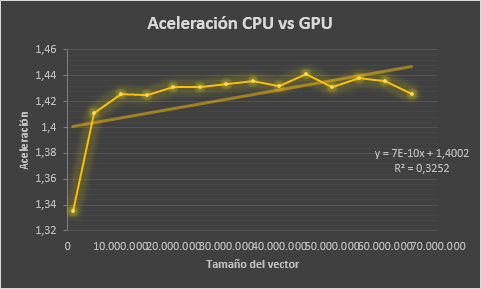 Aceleración CPU vs GPU
1,46
1,44
1,42
1,4
1,38
1,36
1,34
1,32
Aceleración
y = 7E-10x + 1,4002
R² = 0,3252
0 10.000.000 20.000.000 30.000.000 40.000.000 50.000.000 60.000.000 70.000.000
Tamaño del vector